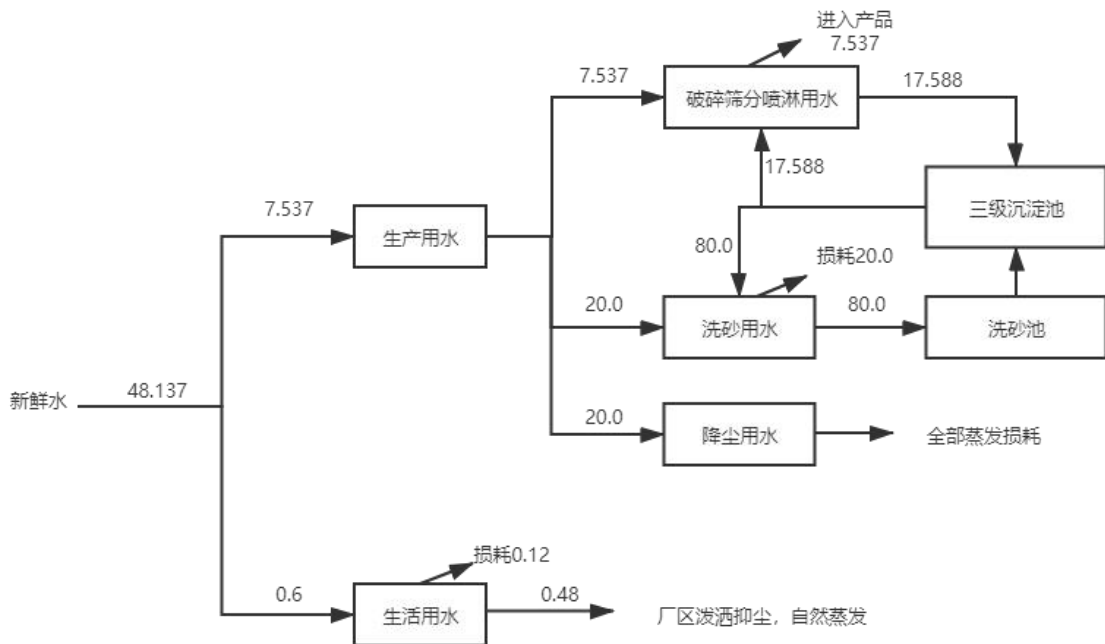 进入产品
7.537
7.537
破碎筛分喷淋用水
17.588
17.588
三级沉淀池
7.537
生产用水
80.0
损耗20.0
20.0
洗砂用水
80.0
洗砂池
新鲜水
48.137
20.0
降尘用水
全部蒸发损耗
损耗0.12
0.6
生活用水
0.48
厂区泼洒抑尘，自然蒸发